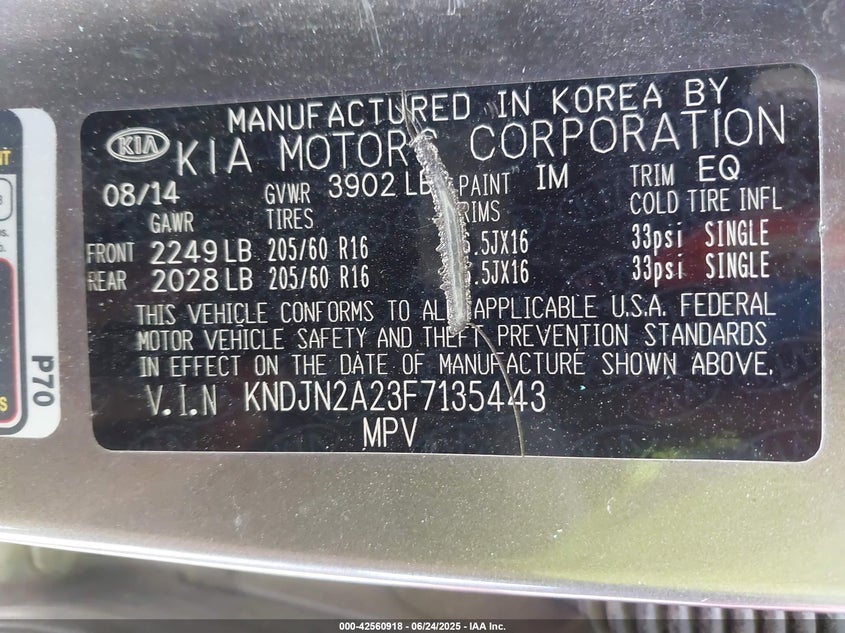 MANUFACTURED IN KOREA BY
KIA KIA MOTORS CORPORATION
08/14 GVWR 3902 LB PAINT IM TRIM EQ
GAWR TIRES COLD TIRE INFL
FRONT 2249 LB 205/60 R16 .5JX16 33psi SINGLE
REAR 2028 LB 205/60 R16 .5JX16 33psi SINGLE
THIS VEHICLE CONFORMS TO ALL APPLICABLE U.S.A. FEDERAL
MOTOR VEHICLE SAFETY AND THEFT PREVENTION STANDARDS
IN EFFECT ON THE DATE OF MANUFACTURE SHOWN ABOVE.
V.I.N KNDJN2A23F7135443
MPV
P70
000-42560918 - 06/24/2025 - IAA Inc.